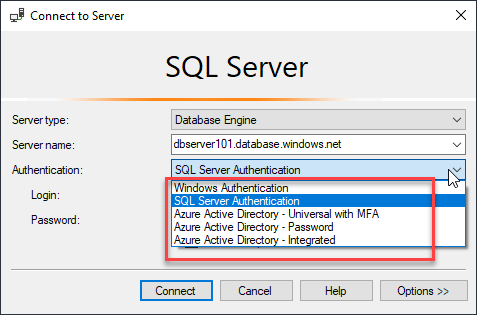 Connect to Server
SQL Server
Server type: Database Engine
Server name: dbserver101.database.windows.net
Authentication: SQL Server Authentication
Windows Authentication
Login: SQL Server Authentication
Azure Active Directory - Universal with MFA
Password: Azure Active Directory - Password
Azure Active Directory - Integrated
Connect Cancel Help Options >>